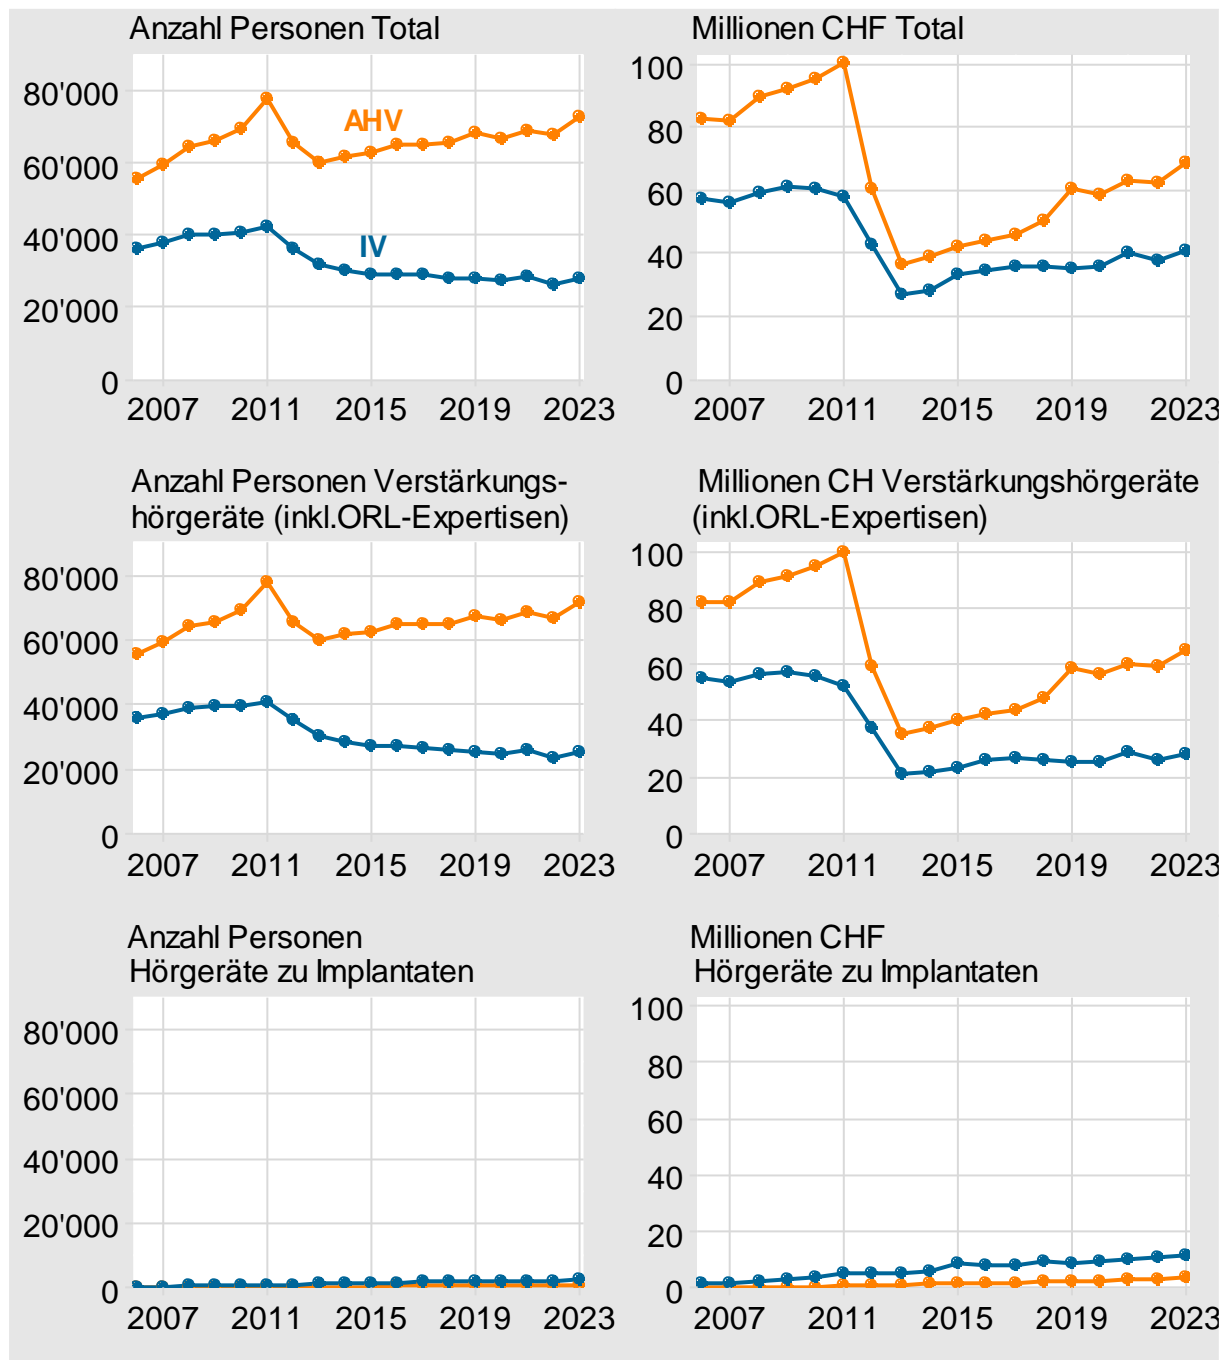 Anzahl Personen Total
80'000
60'000
40'000
20'000
0
AHV
IV
2007 2011 2015 2019 2023
Millionen CHF Total
100
80
60
40
20
0
2007 2011 2015 2019 2023
Anzahl Personen Verstärkungs-
hörgeräte (inkl.ORL-Expertisen)
80'000
60'000
40'000
20'000
0
2007 2011 2015 2019 2023
Millionen CH Verstärkungshörgeräte
(inkl.ORL-Expertisen)
100
80
60
40
20
0
2007 2011 2015 2019 2023
Anzahl Personen
Hörgeräte zu Implantaten
80'000
60'000
40'000
20'000
0
2007 2011 2015 2019 2023
Millionen CHF
Hörgeräte zu Implantaten
100
80
60
40
20
0
2007 2011 2015 2019 2023